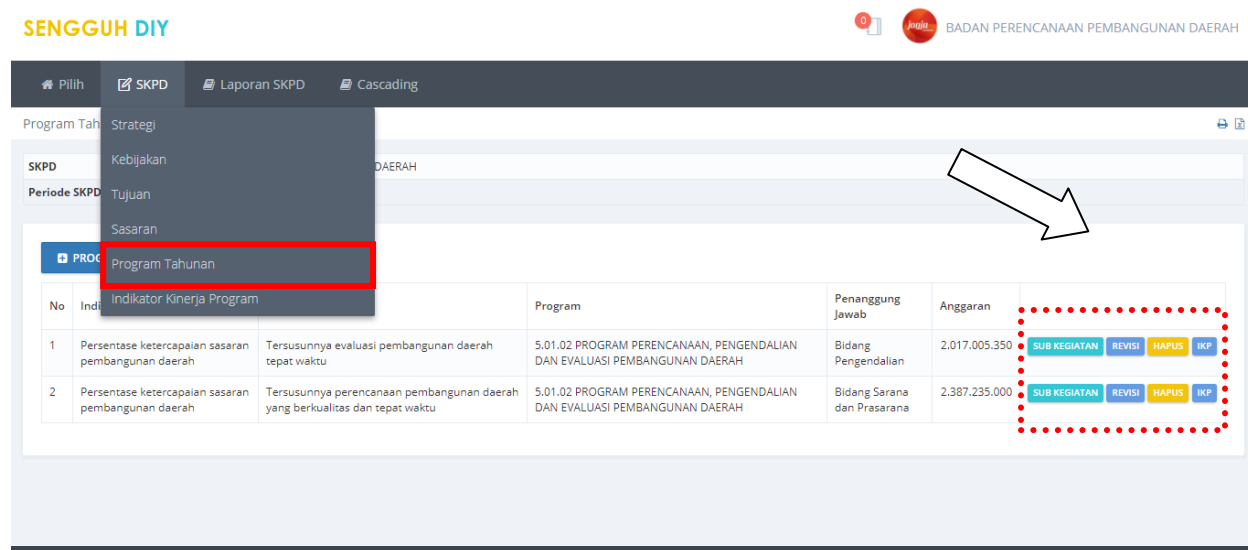 SENGGUH DIY
0
jogja
BADAN PERENCANAAN PEMBANGUNAN DAERAH
Pilih
SKPD
Laporan SKPD
Cascading
Program Tah
Strategi
Kebijakan
Tujuan
Sasaran
Program Tahunan
Indikator Kinerja Program
SKPD
DAERAH
Periode SKPD
PROG
No
Indi
Program
Penanggung
Jawab
Anggaran
1
Persentase ketercapaian sasaran
pembangunan daerah
Tersusunnya evaluasi pembangunan daerah
tepat waktu
5.01.02 PROGRAM PERENCANAAN, PENGENDALIAN
DAN EVALUASI PEMBANGUNAN DAERAH
Bidang
Pengendalian
2.017.005.350
SUB KEGIATAN
REVISI
HAPUS
IKP
2
Persentase ketercapaian sasaran
pembangunan daerah
Tersusunnya perencanaan pembangunan daerah
yang berkualitas dan tepat waktu
5.01.02 PROGRAM PERENCANAAN, PENGENDALIAN
DAN EVALUASI PEMBANGUNAN DAERAH
Bidang Sarana
dan Prasarana
2.387.235.000
SUB KEGIATAN
REVISI
HAPUS
IKP